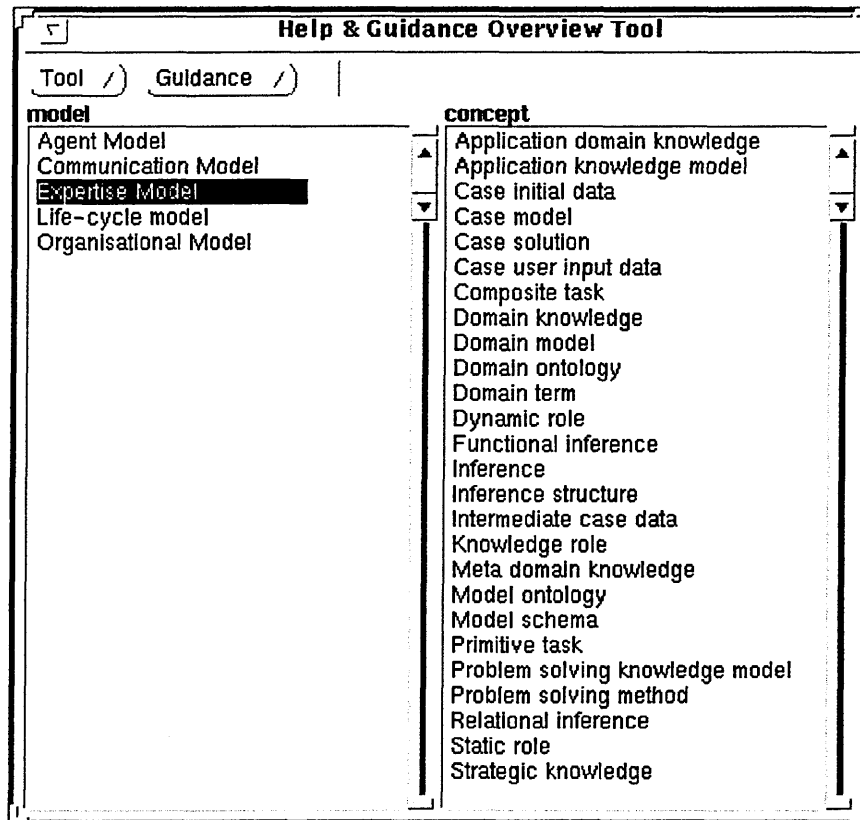 Help & Guidance Overview Tool
Tool
Guidance
model
Agent Model
Communication Model
Expertise Model
Life-cycle model
Organisational Model
concept
Application domain knowledge
Application knowledge model
Case initial data
Case model
Case solution
Case user input data
Composite task
Domain knowledge
Domain model
Domain ontology
Domain term
Dynamic role
Functional inference
Inference
Inference structure
Intermediate case data
Knowledge role
Meta domain knowledge
Model ontology
Model schema
Primitive task
Problem solving knowledge model
Problem solving method
Relational inference
Static role
Strategic knowledge